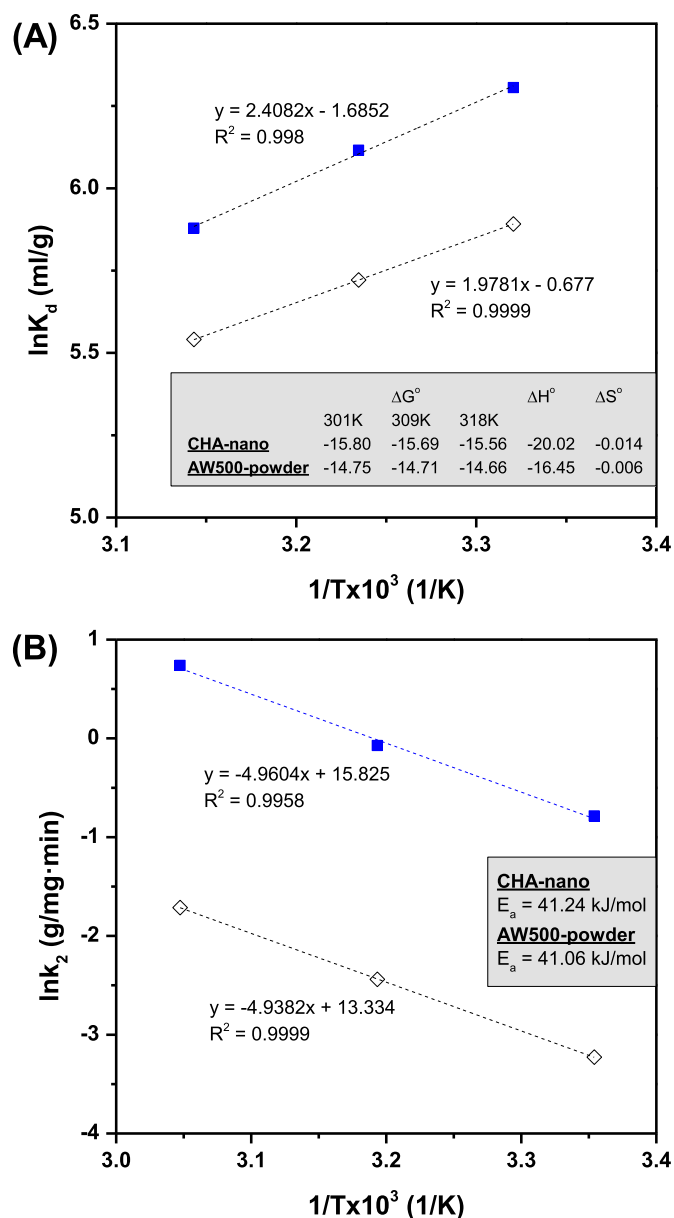 (A)
6.5
6.0
5.5
5.0
lnK_d (ml/g)
y = 2.4082x - 1.6852
R² = 0.998
y = 1.9781x - 0.677
R² = 0.9999
ΔG° ΔH° ΔS°
301K 309K 318K
CHA-nano -15.80 -15.69 -15.56 -20.02 -0.014
AW500-powder -14.75 -14.71 -14.66 -16.45 -0.006
3.1 3.2 3.3 3.4
1/Tx10³ (1/K)
(B)
1
0
-1
-2
-3
-4
lnk₂ (g/mg·min)
y = -4.9604x + 15.825
R² = 0.9958
CHA-nano
E_a = 41.24 kJ/mol
AW500-powder
E_a = 41.06 kJ/mol
y = -4.9382x + 13.334
R² = 0.9999
3.0 3.1 3.2 3.3 3.4
1/Tx10³ (1/K)